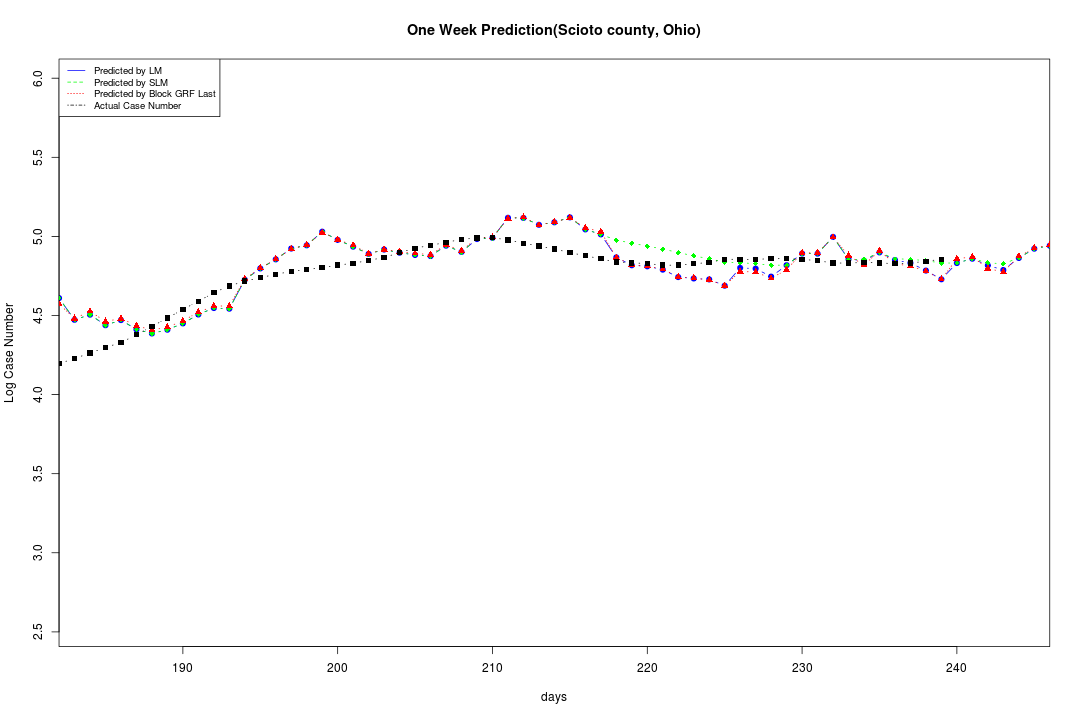 One Week Prediction(Scioto county, Ohio)
Predicted by LM
Predicted by SLM
Predicted by Block GRF Last
Actual Case Number
6.0
5.5
5.0
4.5
4.0
3.5
3.0
2.5
Log Case Number
190 200 210 220 230 240
days